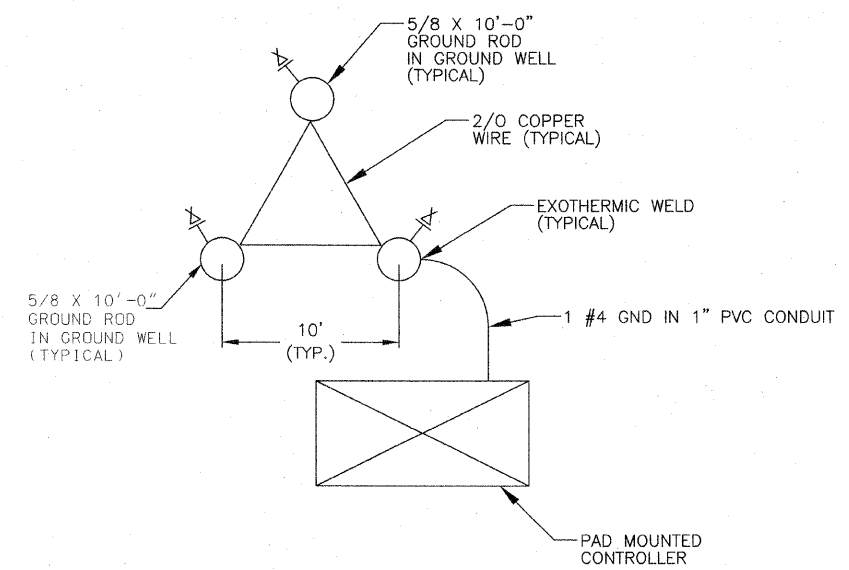 5/8 X 10'-0"
GROUND ROD
IN GROUND WELL
(TYPICAL)
2/0 COPPER
WIRE (TYPICAL)
EXOTHERMIC WELD
(TYPICAL)
5/8 X 10'-0"
GROUND ROD
IN GROUND WELL
(TYPICAL)
10'
(TYP.)
1 #4 GND IN 1" PVC CONDUIT
PAD MOUNTED
CONTROLLER